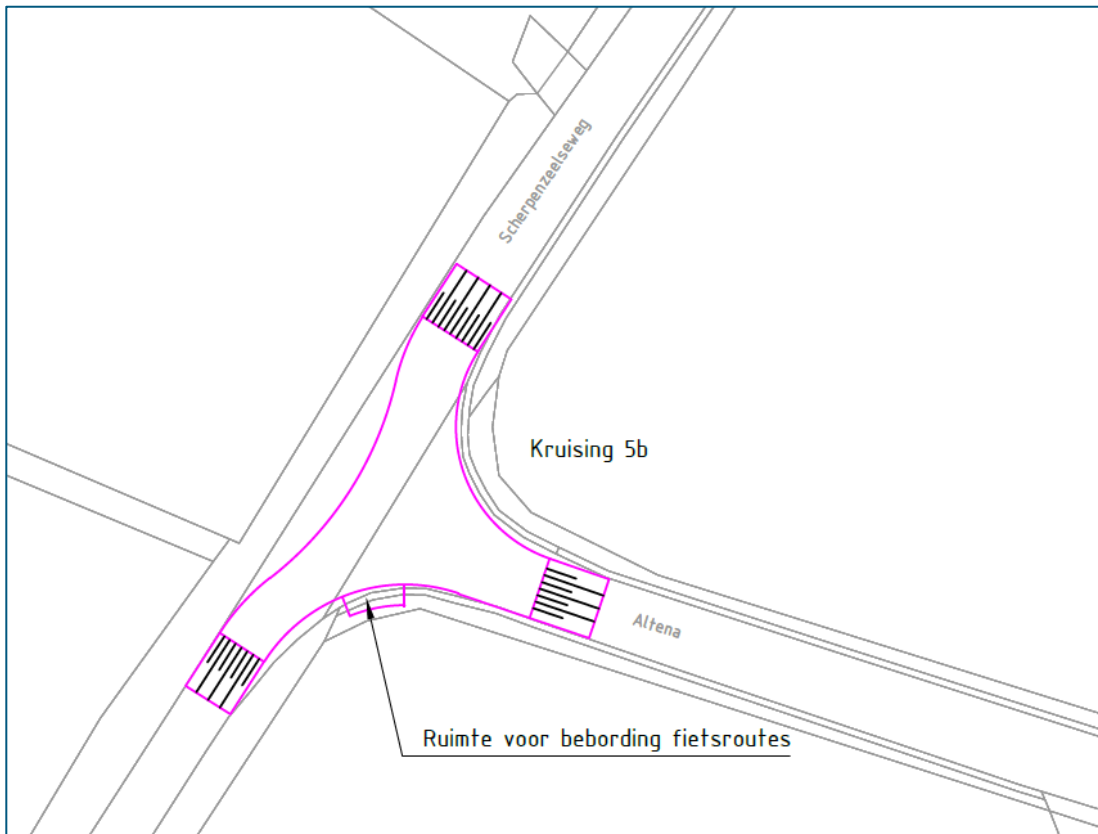 Scherpenzeelseweg
Kruising 5b
Altena
Ruimte voor bebording fietsroutes